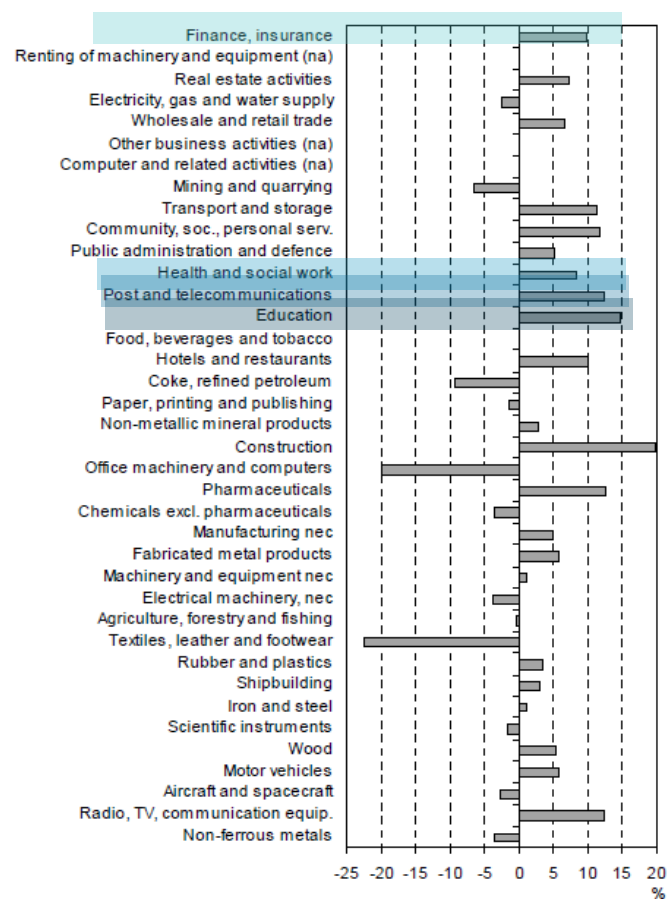 Finance, insurance
Renting of machinery and equipment (na)
Real estate activities
Electricity, gas and water supply
Wholesale and retail trade
Other business activities (na)
Computer and related activities (na)
Mining and quarrying
Transport and storage
Community, soc., personal serv.
Public administration and defence
Health and social work
Post and telecommunications
Education
Food, beverages and tobacco
Hotels and restaurants
Coke, refined petroleum
Paper, printing and publishing
Non-metallic mineral products
Construction
Office machinery and computers
Pharmaceuticals
Chemicals excl. pharmaceuticals
Manufacturing nec
Fabricated metal products
Machinery and equipment nec
Electrical machinery, nec
Agriculture, forestry and fishing
Textiles, leather and footwear
Rubber and plastics
Shipbuilding
Iron and steel
Scientific instruments
Wood
Motor vehicles
Aircraft and spacecraft
Radio, TV, communication equip.
Non-ferrous metals
-25 -20 -15 -10 -5 0 5 10 15 20
%